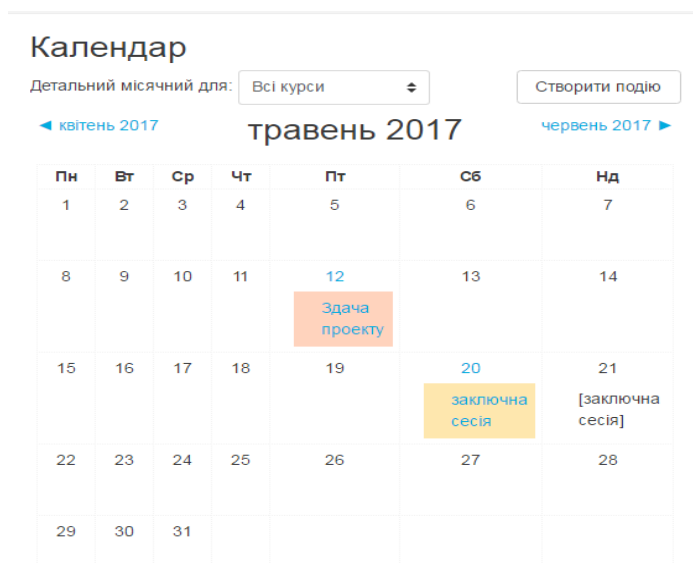 Календар
Детальний місячний для: Всі курси Створити подію
◄ квітень 2017 травень 2017 червень 2017 ►
Пн Вт Ср Чт Пт Сб Нд
1 2 3 4 5 6 7
8 9 10 11 12 13 14
Здача
проекту
15 16 17 18 19 20 21
заключна [заключна
сесія сесія]
22 23 24 25 26 27 28
29 30 31